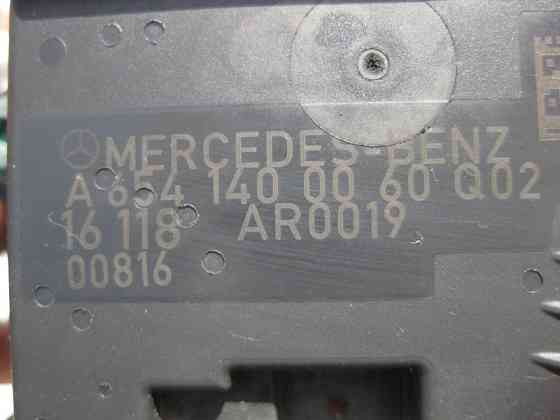 MERCEDES-BENZ
A 654 140 00 60 Q02
16 118 AR0019
00816